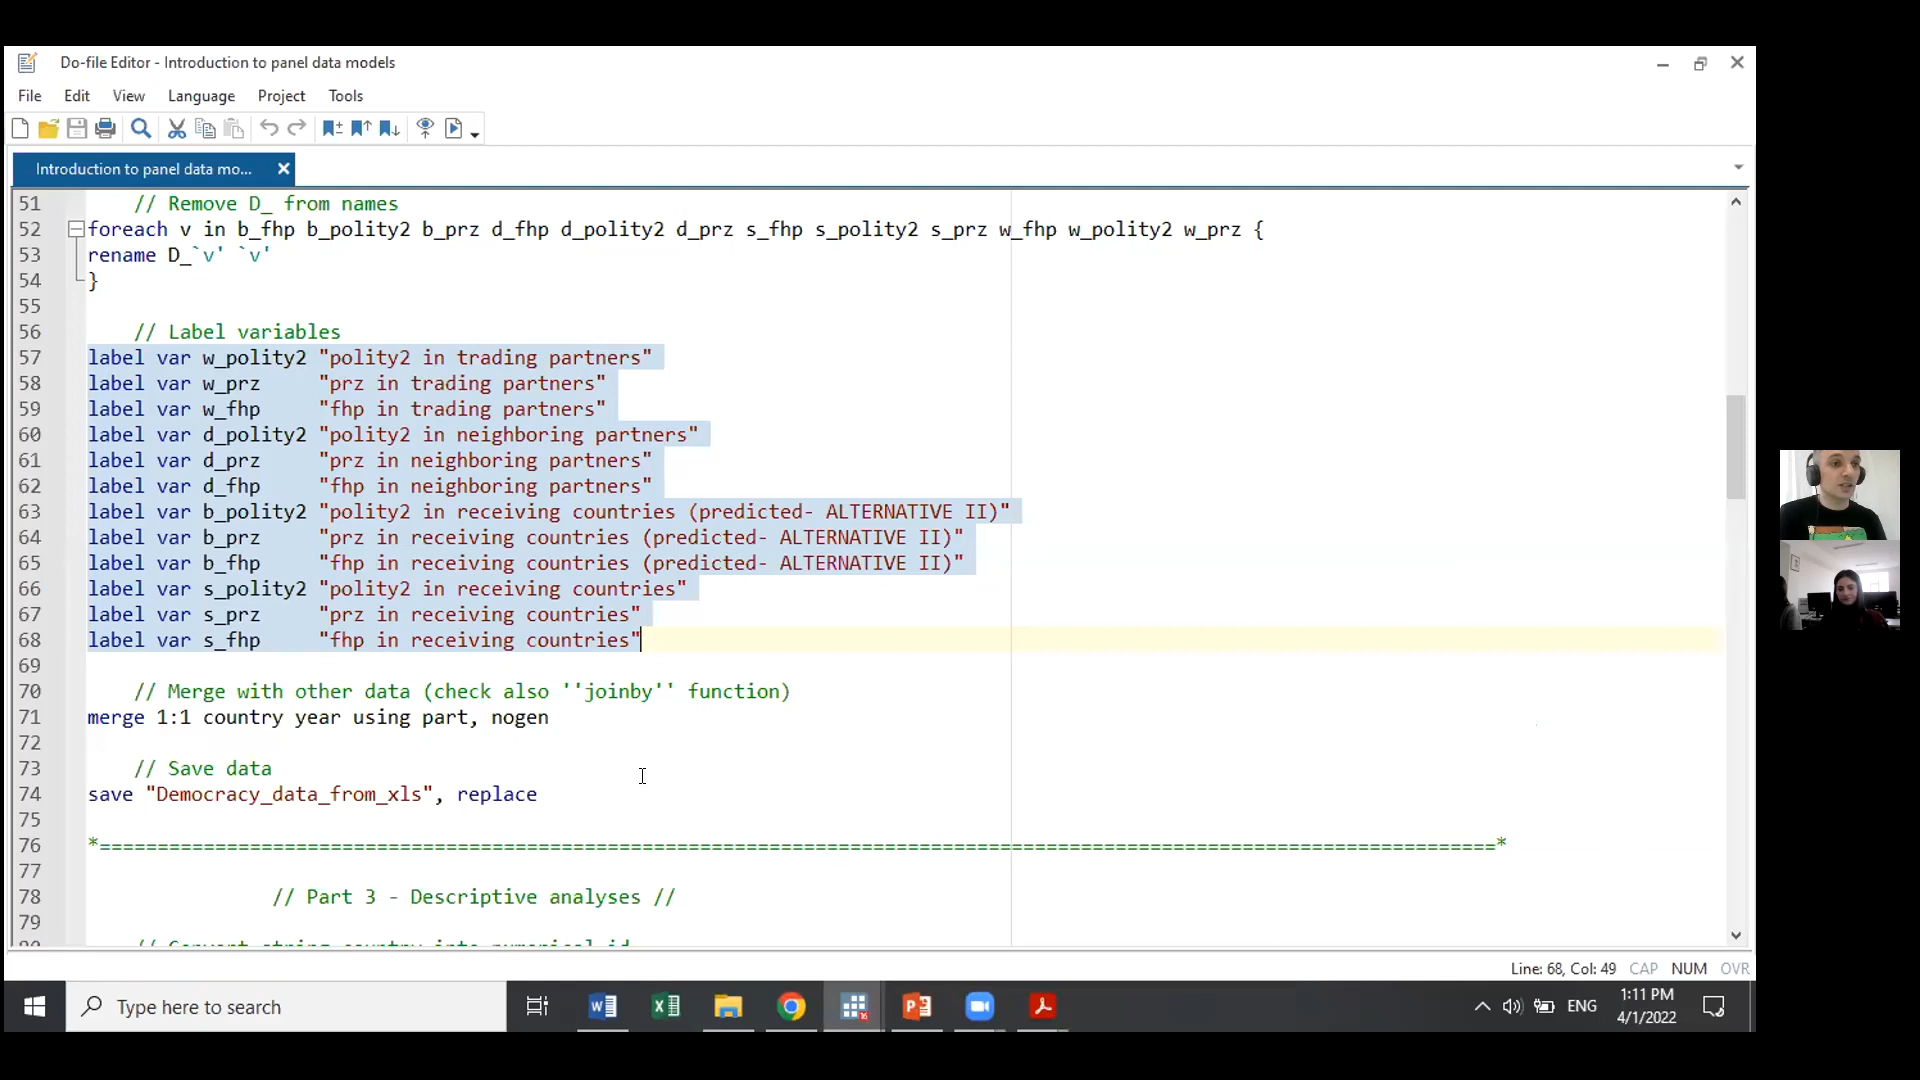 Do-file Editor - Introduction to panel data models
File Edit View Language Project Tools
Introduction to panel data mo...
51 // Remove D_ from names
52 foreach v in b_fhp b_polity2 b_prz d_fhp d_polity2 d_prz s_fhp s_polity2 s_prz w_fhp w_polity2 w_prz {
53 rename D_`v' `v'
54 }
55
56 // Label variables
57 label var w_polity2 "polity2 in trading partners"
58 label var w_prz "prz in trading partners"
59 label var w_fhp "fhp in trading partners"
60 label var d_polity2 "polity2 in neighboring partners"
61 label var d_prz "prz in neighboring partners"
62 label var d_fhp "fhp in neighboring partners"
63 label var b_polity2 "polity2 in receiving countries (predicted- ALTERNATIVE II)"
64 label var b_prz "prz in receiving countries (predicted- ALTERNATIVE II)"
65 label var b_fhp "fhp in receiving countries (predicted- ALTERNATIVE II)"
66 label var s_polity2 "polity2 in receiving countries"
67 label var s_prz "prz in receiving countries"
68 label var s_fhp "fhp in receiving countries"
69
70 // Merge with other data (check also ''joinby'' function)
71 merge 1:1 country year using part, nogen
72
73 // Save data
74 save "Democracy_data_from_xls", replace
75
76 *=========================================================================================================================*
77
78 // Part 3 - Descriptive analyses //
79
80 // Convert string country into numerical id
Line: 68, Col: 49 CAP NUM OVR
Type here to search
ENG
1:11 PM
4/1/2022